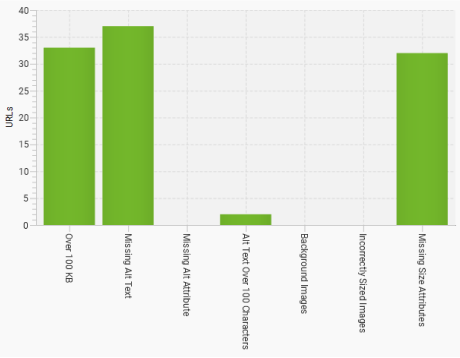 40
35
30
25
20
15
10
5
0
URLs
Over 100 KB
Missing Alt Text
Missing Alt Attribute
Alt Text Over 100 Characters
Background Images
Incorrectly Sized Images
Missing Size Attributes